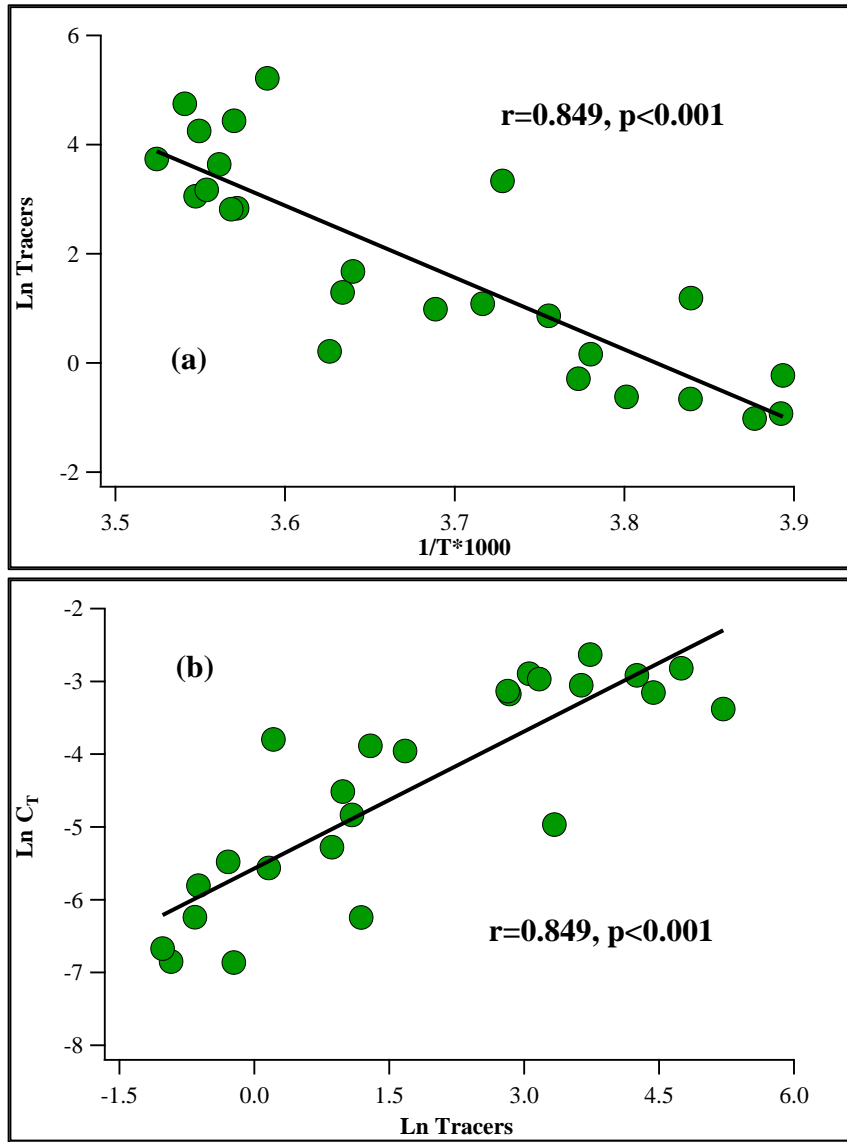 6
4
2
0
-2
Ln Tracers
r=0.849, p<0.001
(a)
3.5 3.6 3.7 3.8 3.9
1/T*1000
-2
-3
-4
-5
-6
-7
-8
Ln C_T
(b)
r=0.849, p<0.001
-1.5 0.0 1.5 3.0 4.5 6.0
Ln Tracers